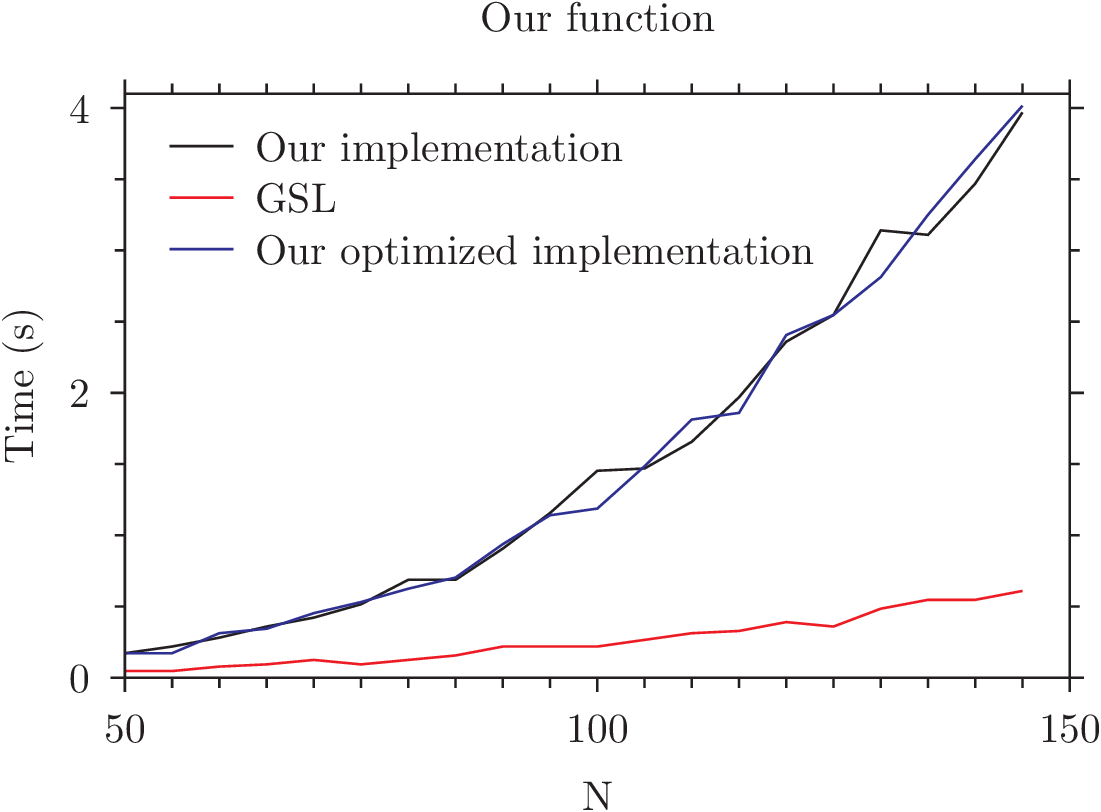 Our function
4
Our implementation
GSL
Our optimized implementation
Time (s)
2
0
50 100 150
N